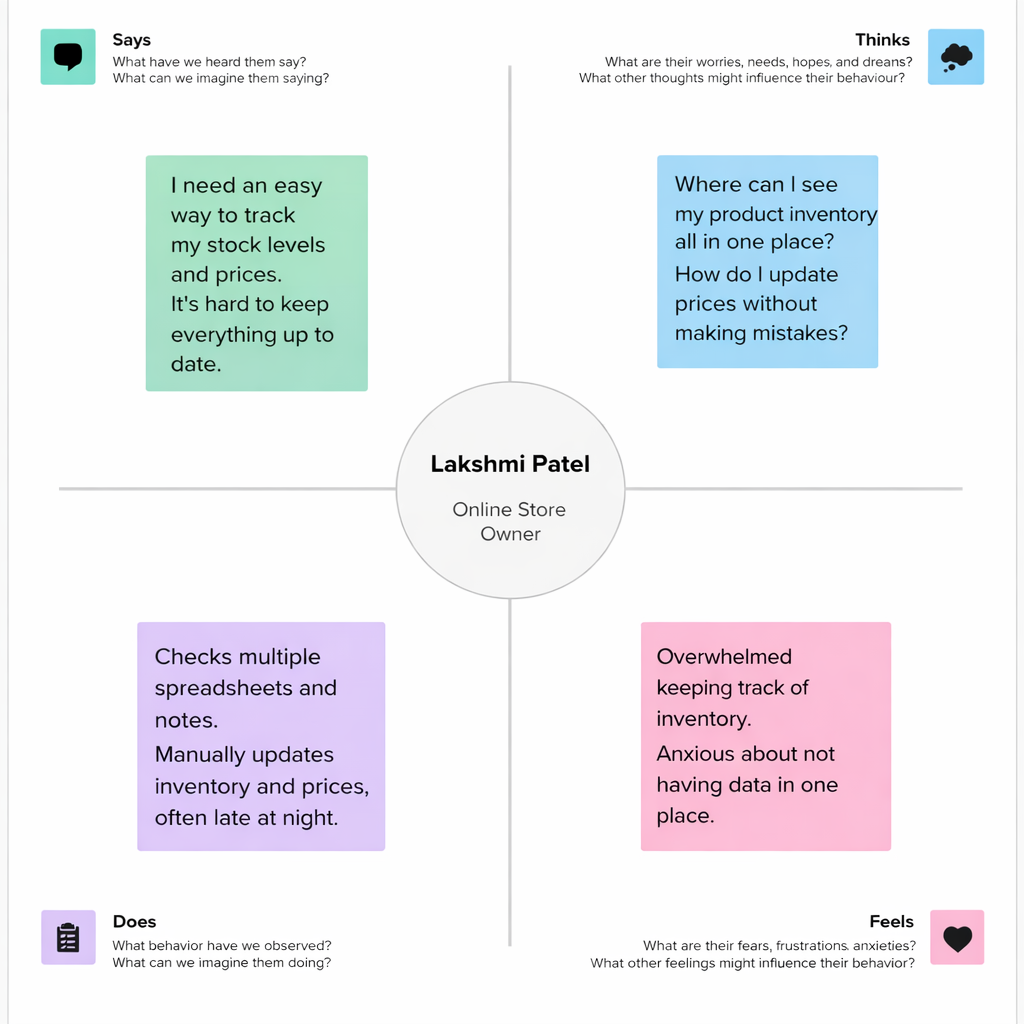 Says
What have we heard them say?
What can we imagine them saying?
Thinks
What are their worries, needs, hopes, and dreams?
What other thoughts might influence their behaviour?
I need an easy
way to track
my stock levels
and prices.
It's hard to keep
everything up to
date.
Where can I see
my product inventory
all in one place?
How do I update
prices without
making mistakes?
Lakshmi Patel
Online Store
Owner
Checks multiple
spreadsheets and
notes.
Manually updates
inventory and prices,
often late at night.
Overwhelmed
keeping track of
inventory.
Anxious about not
having data in one
place.
Does
What behavior have we observed?
What can we imagine them doing?
Feels
What are their fears, frustrations. anxieties?
What other feelings might influence their behavior?